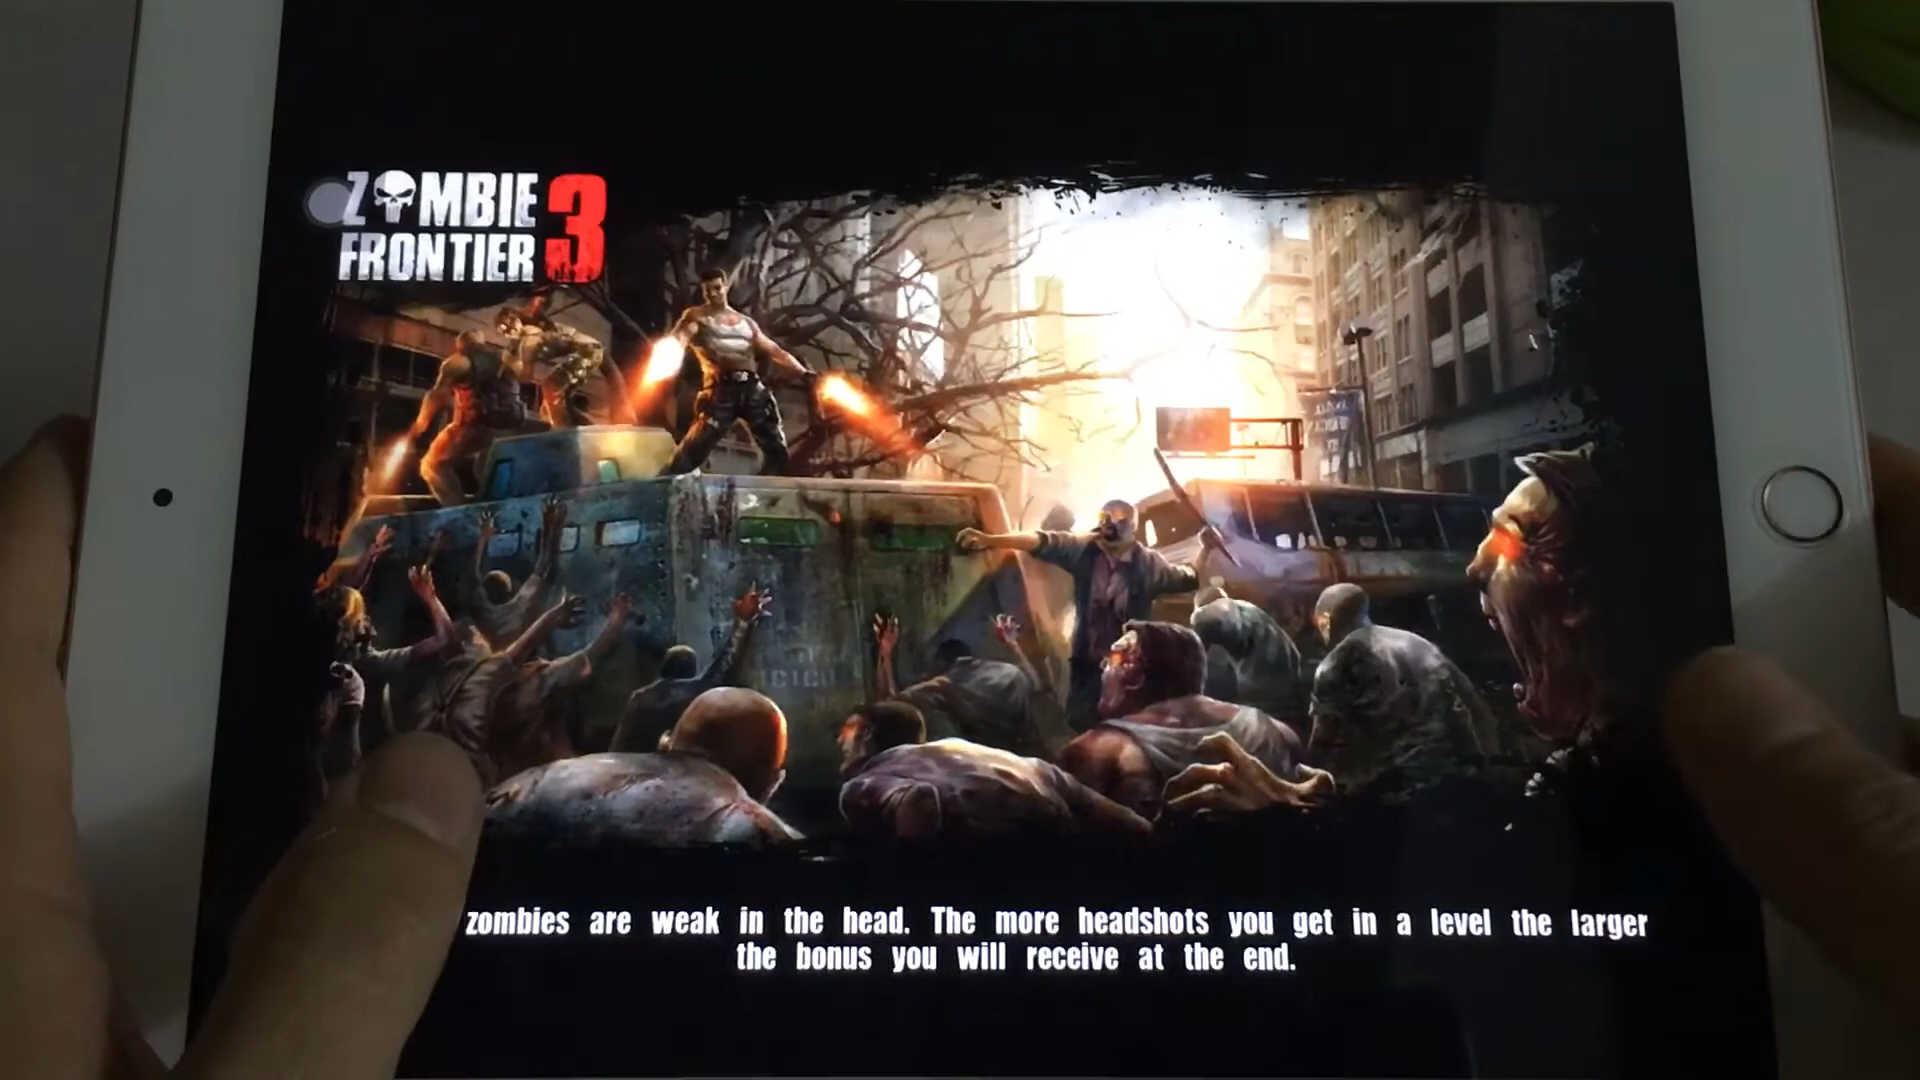 ZOMBIE
FRONTIER 3
zombies are weak in the head. The more headshots you get in a level the larger
the bonus you will receive at the end.